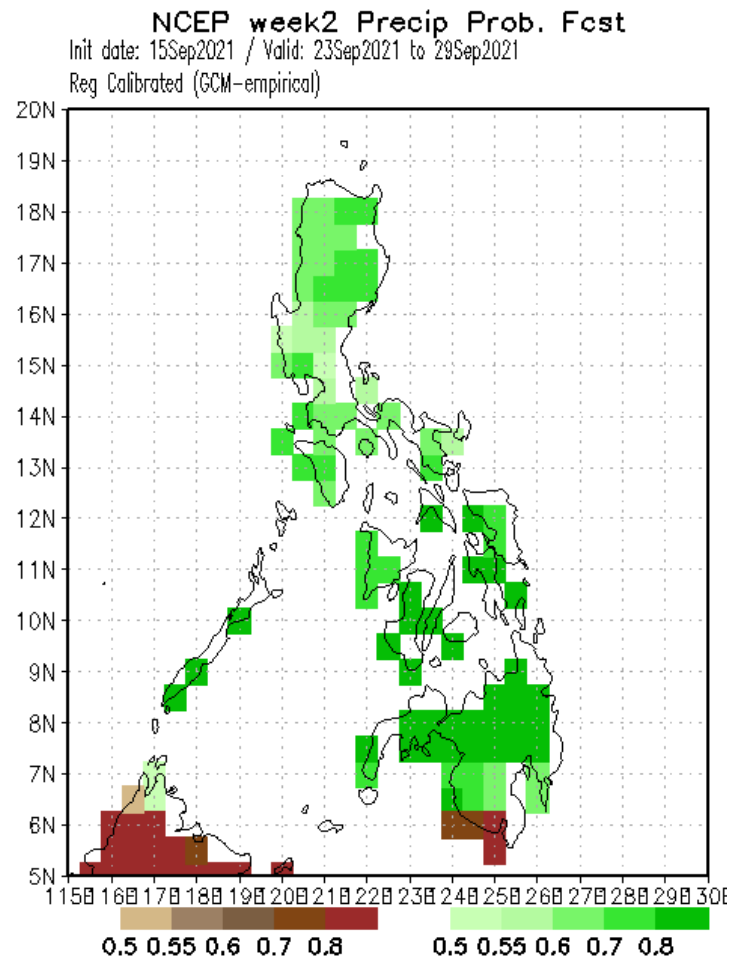 NCEP week2 Precip Prob. Fcst
Init date: 15Sep2021 / Valid: 23Sep2021 to 29Sep2021
Reg Calibrated (GCM-empirical)
20N
19N
18N
17N
16N
15N
14N
13N
12N
11N
10N
9N
8N
7N
6N
5N
115E 116E 117E 118E 119E 120E 121E 122E 123E 124E 125E 126E 127E 128E 129E 130E
0.5 0.55 0.6 0.7 0.8 0.5 0.55 0.6 0.7 0.8